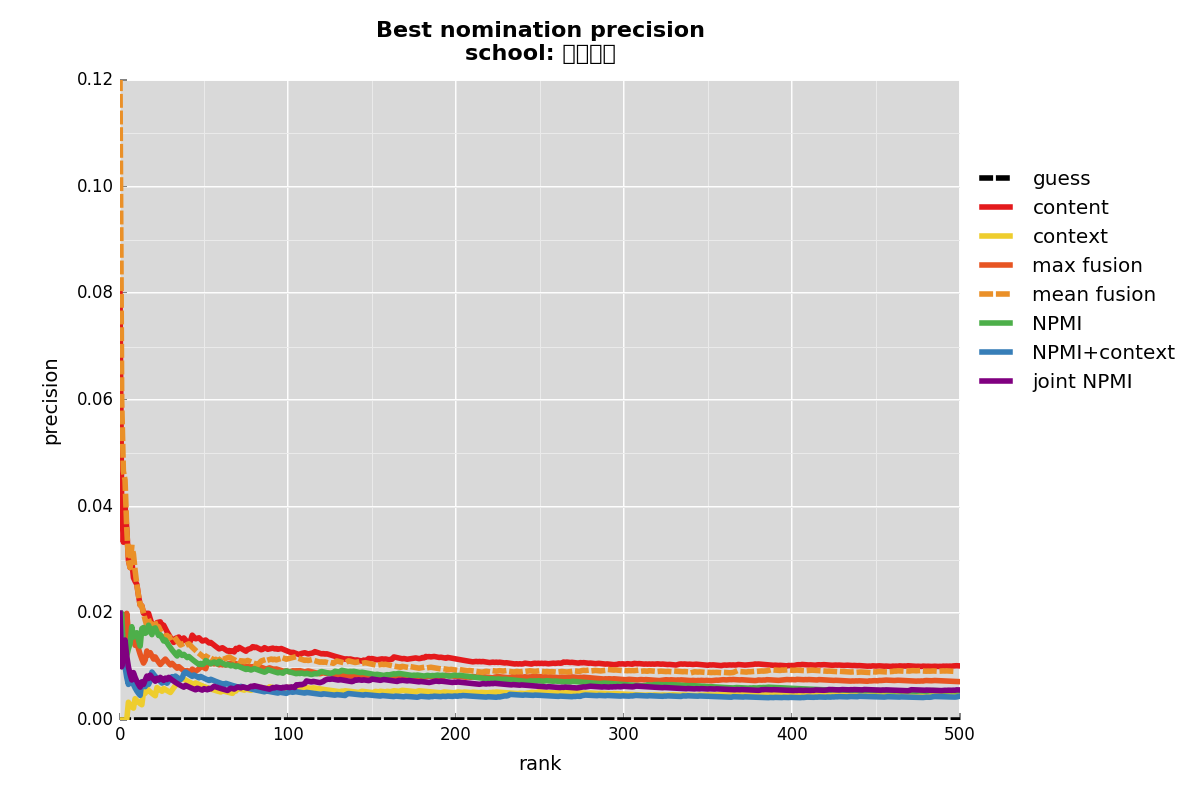 Best nomination precision
school:
0.12
0.10
0.08
0.06
0.04
0.02
0.00
precision
0 100 200 300 400 500
rank
guess
content
context
max fusion
mean fusion
NPMI
NPMI+context
joint NPMI